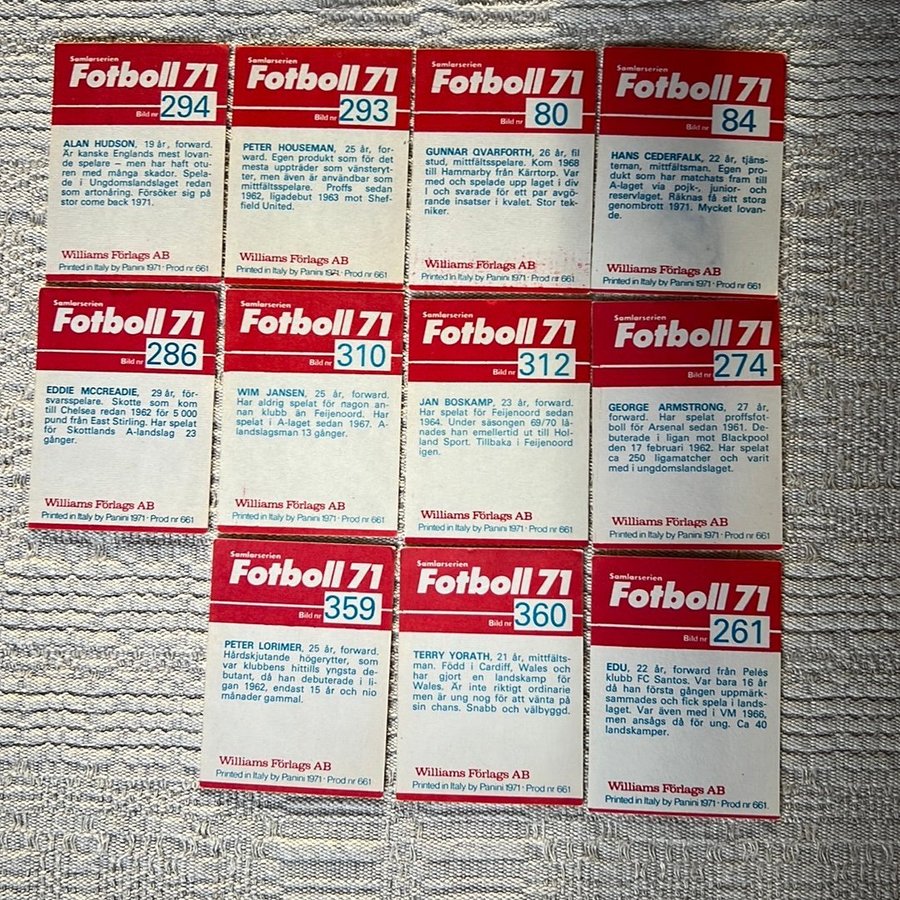 Samlarserien
Fotboll 71
Bild nr 294
ALAN HUDSON, 19 år, forward.
Är kanske Englands mest lovan-
de spelare – men har haft otu-
ren med många skador. Spela-
de i Ungdomslandslaget redan
som artonåring. Försöker sig på
stor come back 1971.
Williams Förlags AB
Printed in Italy by Panini 1971 · Prod nr 661
Samlarserien
Fotboll 71
Bild nr 293
PETER HOUSEMAN, 25 år, for-
ward. Egen produkt som för det
mesta uppträder som vänsterytt-
er, men även är användbar som
mittfältsspelare. Proffs sedan
1962, ligadebut 1963 mot Shef-
field United.
Williams Förlags AB
Printed in Italy by Panini 1971 · Prod nr 661
Samlarserien
Fotboll 71
Bild nr 80
GUNNAR QVARFORTH, 26 år, fil
stud, mittfältsspelare. Kom 1968
till Hammarby från Kärrtorp. Var
med och spelade upp laget i div
I och svarade för ett par avgö-
rande insatser i kvalet. Stor tek-
niker.
Williams Förlags AB
Printed in Italy by Panini 1971 · Prod nr 661
Samlarserien
Fotboll 71
Bild nr 84
HANS CEDERFALK, 22 år, tjäns-
teman, mittfältsman. Egen pro-
dukt som har matchats fram till
A-laget via pojk-, junior- och
reservlaget. Räknas få sitt stora
genombrott 1971. Mycket lovan-
de.
Williams Förlags AB
Printed in Italy by Panini 1971 · Prod nr 661
Samlarserien
Fotboll 71
Bild nr 286
EDDIE MCCREADIE, 29 år, för-
svarsspelare. Skotte som kom
till Chelsea redan 1962 för 5 000
pund från East Stirling. Har spelat
för Skottlands A-landslag 23
gånger.
Williams Förlags AB
Printed in Italy by Panini 1971 · Prod nr 661
Samlarserien
Fotboll 71
Bild nr 310
WIM JANSEN, 25 år, forward.
Har aldrig spelat för nagon an-
nan klubb än Feijenoord. Har
spelat i A-laget sedan 1967. A-
landslagsman 13 gånger.
Williams Förlags AB
Printed in Italy by Panini 1971 · Prod nr 661
Samlarserien
Fotboll 71
Bild nr 312
JAN BOSKAMP, 23 år, forward.
Har spelat för Feijenoord sedan
1964. Under säsongen 69/70 lå-
nades han emellertid ut till Hol-
land Sport. Tillbaka i Feijenoord
igen.
Williams Förlags AB
Printed in Italy by Panini 1971 · Prod nr 661
Samlarserien
Fotboll 71
Bild nr 274
GEORGE ARMSTRONG, 27 år,
forward. Har spelat proffsfot-
boll för Arsenal sedan 1961. De-
buterade i ligan mot Blackpool
den 17 februari 1962. Har spelat
ca 250 ligamatcher och varit
med i ungdomslandslaget.
Williams Förlags AB
Printed in Italy by Panini 1971 · Prod nr 661
Samlarserien
Fotboll 71
Bild nr 359
PETER LORIMER, 25 år, forward.
Hårdskjutande högerytter, som
var klubbens hittills yngsta de-
butant, då han debuterade i li-
gan 1962, endast 15 år och nio
månader gammal.
Williams Förlags AB
Printed in Italy by Panini 1971 · Prod nr 661
Samlarserien
Fotboll 71
Bild nr 360
TERRY YORATH, 21 år, mittfälts-
man. Född i Cardiff, Wales och
har gjort en landskamp för
Wales. Är inte riktigt ordinarie
men är ung nog för att vänta på
sin chans. Snabb och välbyggd.
Williams Förlags AB
Printed in Italy by Panini 1971 · Prod nr 661
Samlarserien
Fotboll 71
Bild nr 261
EDU, 22 år, forward från Pelés
klubb FC Santos. Var bara 16 år
då han första gången uppmärk-
sammades och fick spela i lands-
laget. Var även med i VM 1966,
men ansågs då för ung. Ca 40
landskamper.
Williams Förlags AB
Printed in Italy by Panini 1971 · Prod nr 661